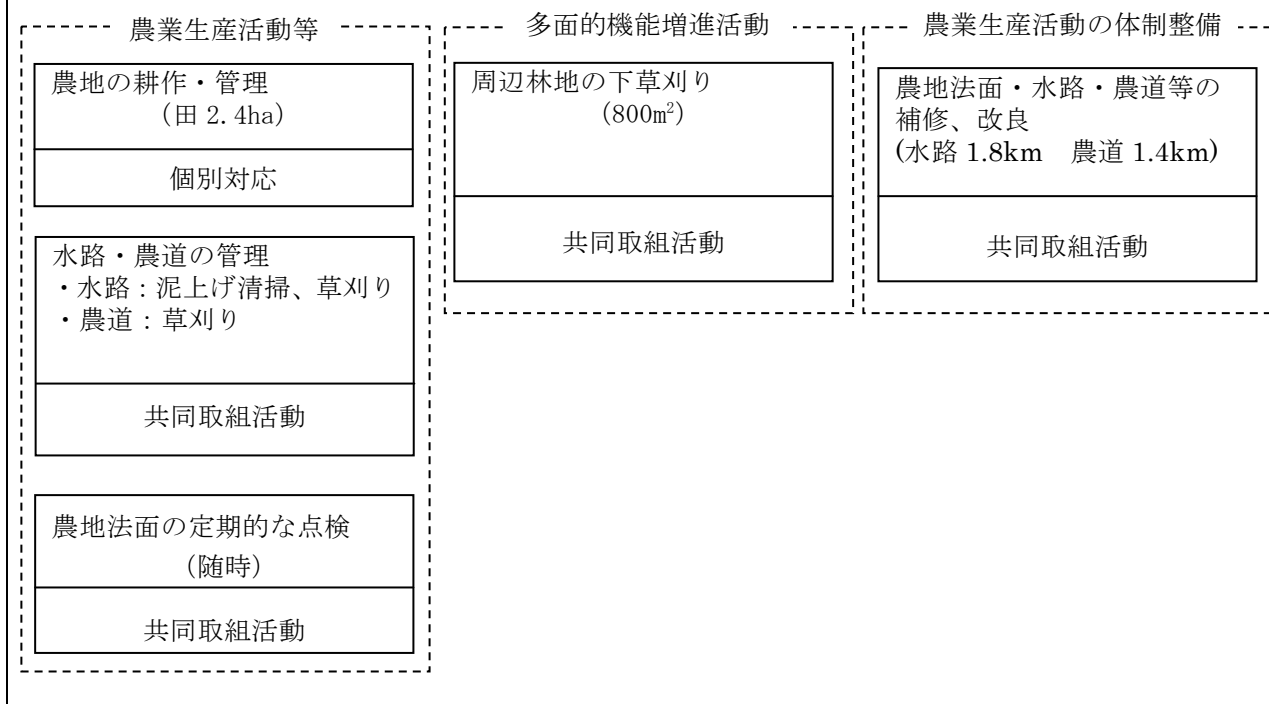 農業生産活動等
農地の耕作・管理
(田 2.4ha)
個別対応
水路・農道の管理
・水路：泥上げ清掃、草刈り
・農道：草刈り
共同取組活動
農地法面の定期的な点検
(随時)
共同取組活動
多面的機能増進活動
周辺林地の下草刈り
(800m²)
共同取組活動
農業生産活動の体制整備
農地法面・水路・農道等の
補修、改良
(水路 1.8km　農道 1.4km)
共同取組活動